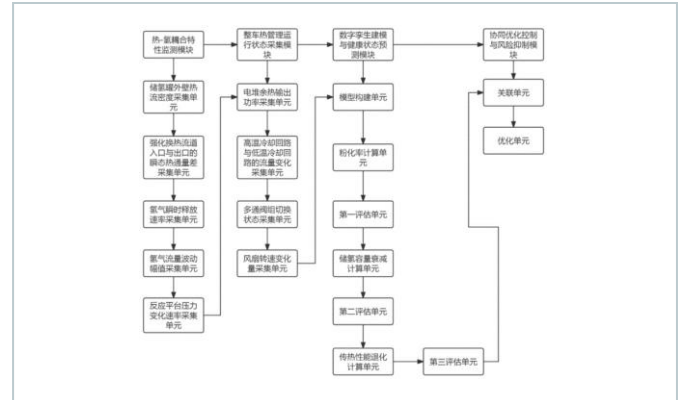 热-氢耦合特
性监测模块
储氢罐外壁热
流密度采集单
元
强化换热流道
入口与出口的
瞬态热通量差
采集单元
氢气瞬时释放
速率采集单元
氢气流量波动
幅值采集单元
反应平台压力
变化速率采集
单元
整车热管理运
行状态采集模
块
电堆余热输出
功率采集单元
高温冷却回路
与低温冷却回
路的流量变化
采集单元
多通阀组切换
状态采集单元
风扇转速变化
量采集单元
数字孪生建模
与健康状态预
测模块
模型构建单元
粉化率计算单
元
第一评估单元
储氢容量衰减
计算单元
第二评估单元
传热性能退化
计算单元
第三评估单元
协同优化控制
与风险抑制模
块
关联单元
优化单元